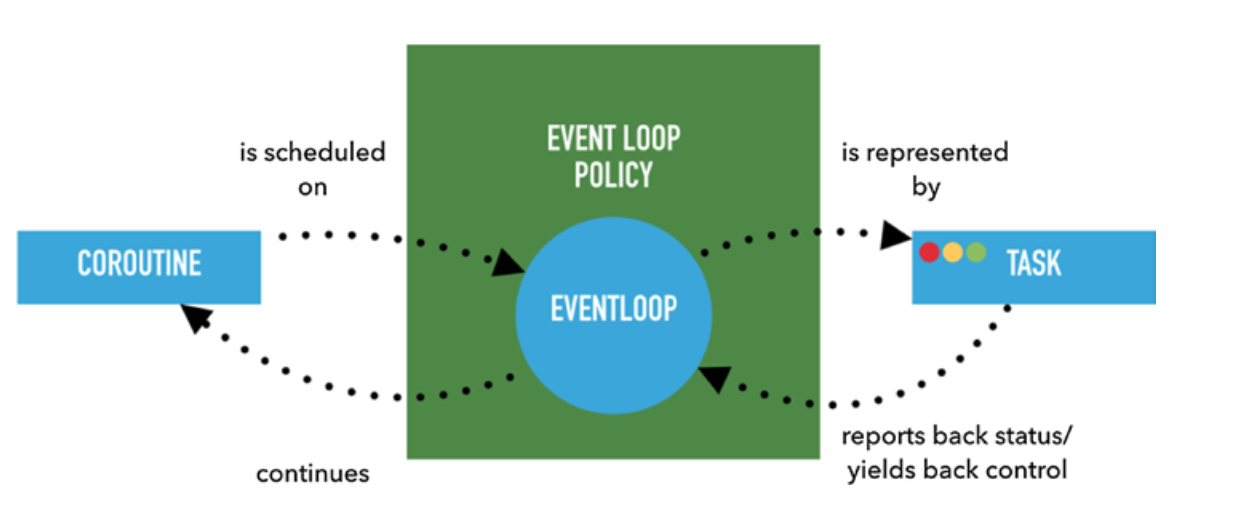 is scheduled
on
EVENT LOOP
POLICY
is represented
by
COROUTINE
EVENTLOOP
TASK
continues
reports back status/
yields back control